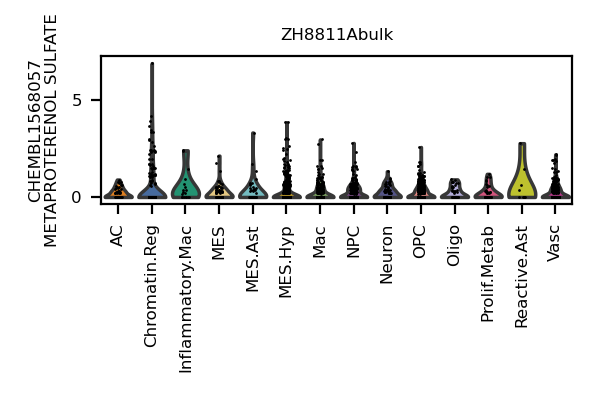 ZH8811Abulk
CHEMBL1568057
METAPROTERENOL SULFATE
5
0
AC
Chromatin.Reg
Inflammatory.Mac
MES
MES.Ast
MES.Hyp
Mac
NPC
Neuron
OPC
Oligo
Prolif.Metab
Reactive.Ast
Vasc